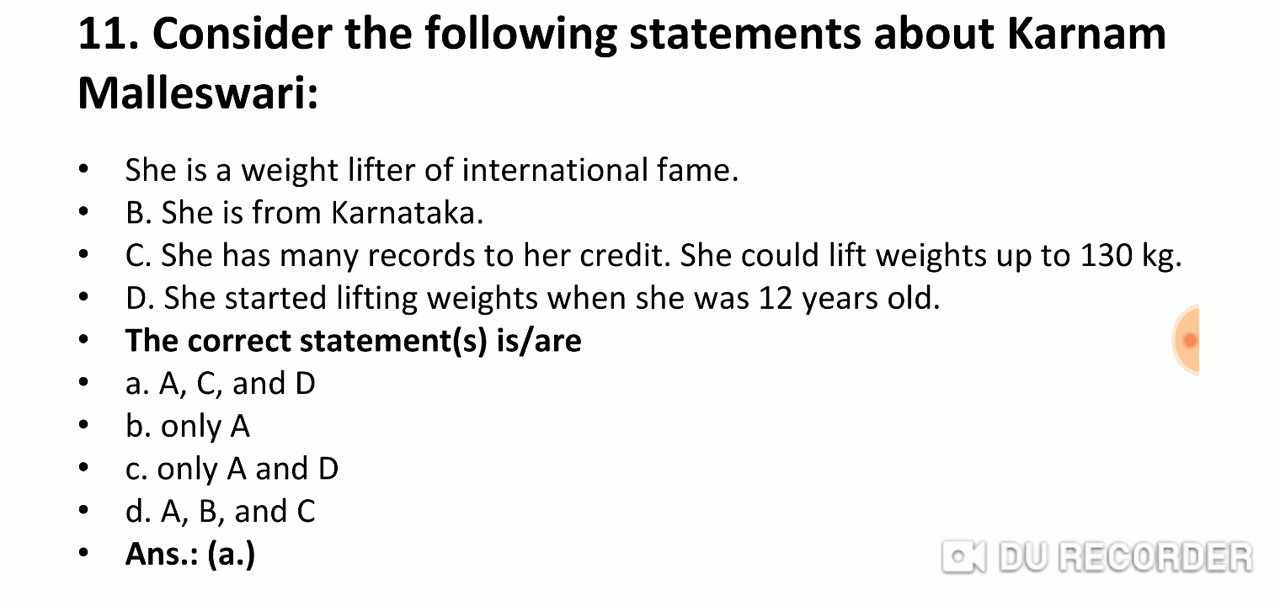 11. Consider the following statements about Karnam
Malleswari:
• She is a weight lifter of international fame.
• B. She is from Karnataka.
• C. She has many records to her credit. She could lift weights up to 130 kg.
• D. She started lifting weights when she was 12 years old.
• The correct statement(s) is/are
• a. A, C, and D
• b. only A
• c. only A and D
• d. A, B, and C
• Ans.: (a.)
DU RECORDER